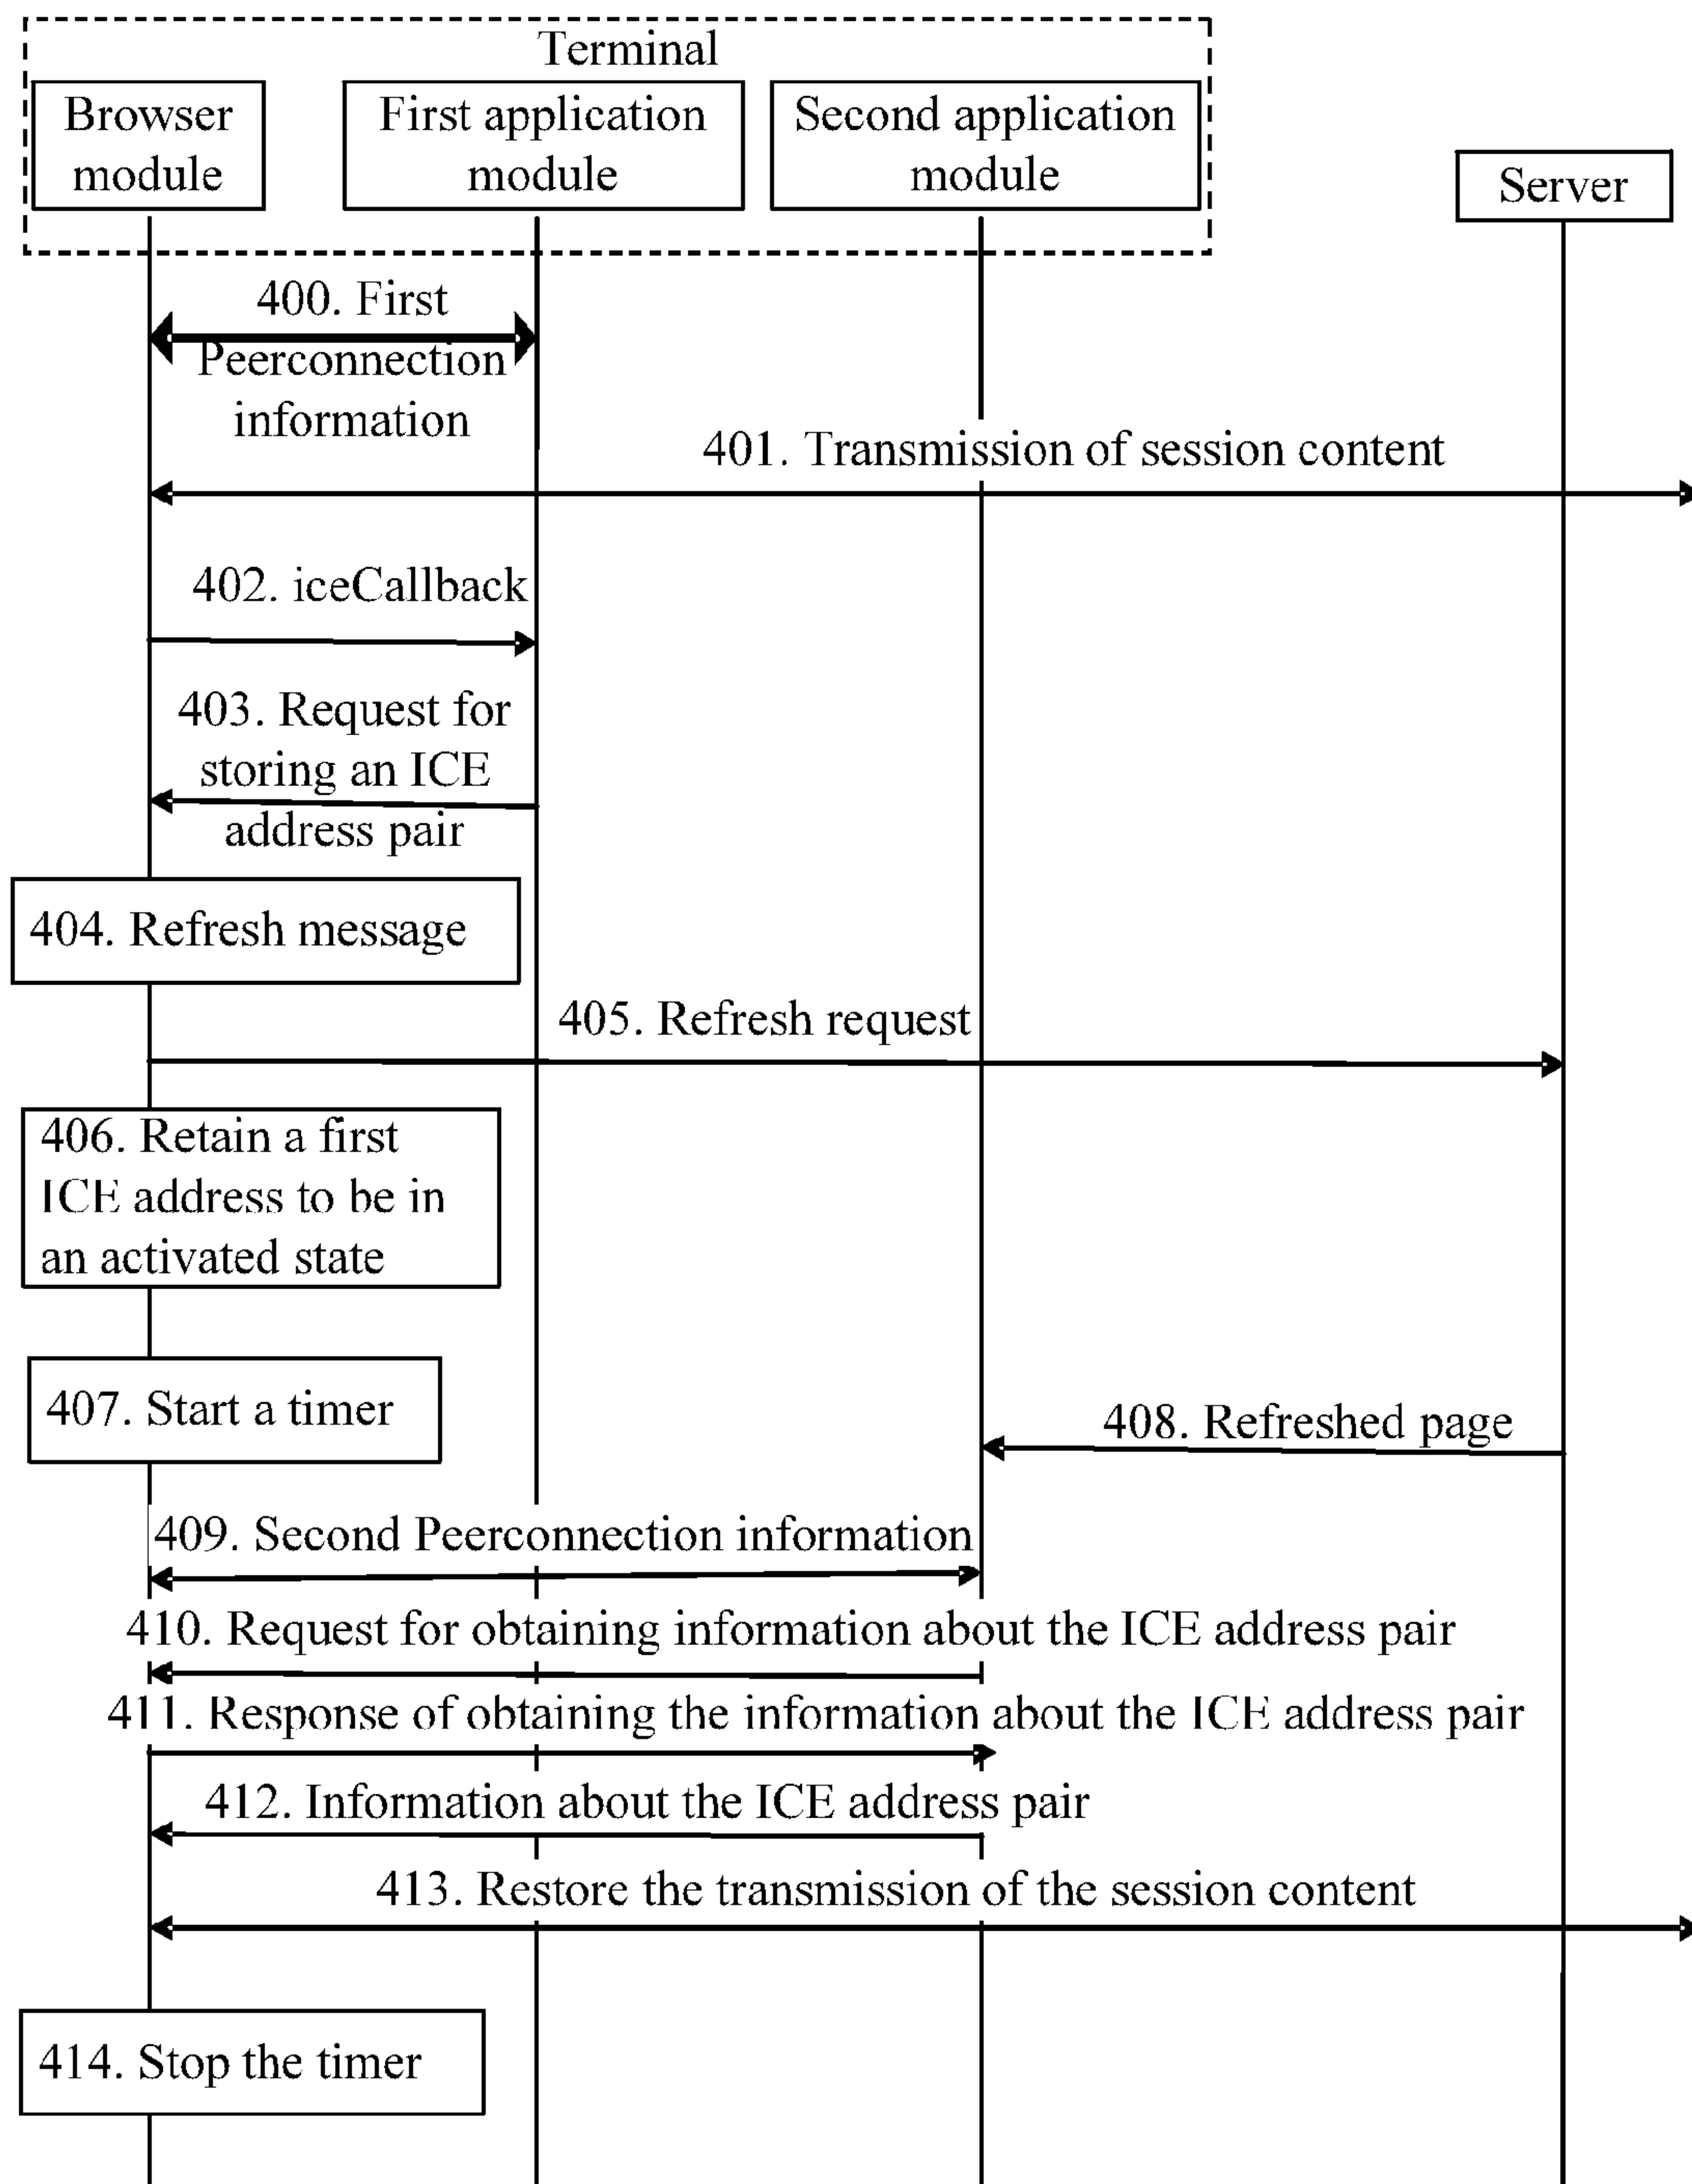 Terminal
Browser
module
First application
module
Second application
module
Server
400. First
Peerconnection
information
401. Transmission of session content
402. iceCallback
403. Request for
storing an ICE
address pair
404. Refresh message
405. Refresh request
406. Retain a first
ICE address to be in
an activated state
407. Start a timer
408. Refreshed page
409. Second Peerconnection information
410. Request for obtaining information about the ICE address pair
411. Response of obtaining the information about the ICE address pair
412. Information about the ICE address pair
413. Restore the transmission of the session content
414. Stop the timer